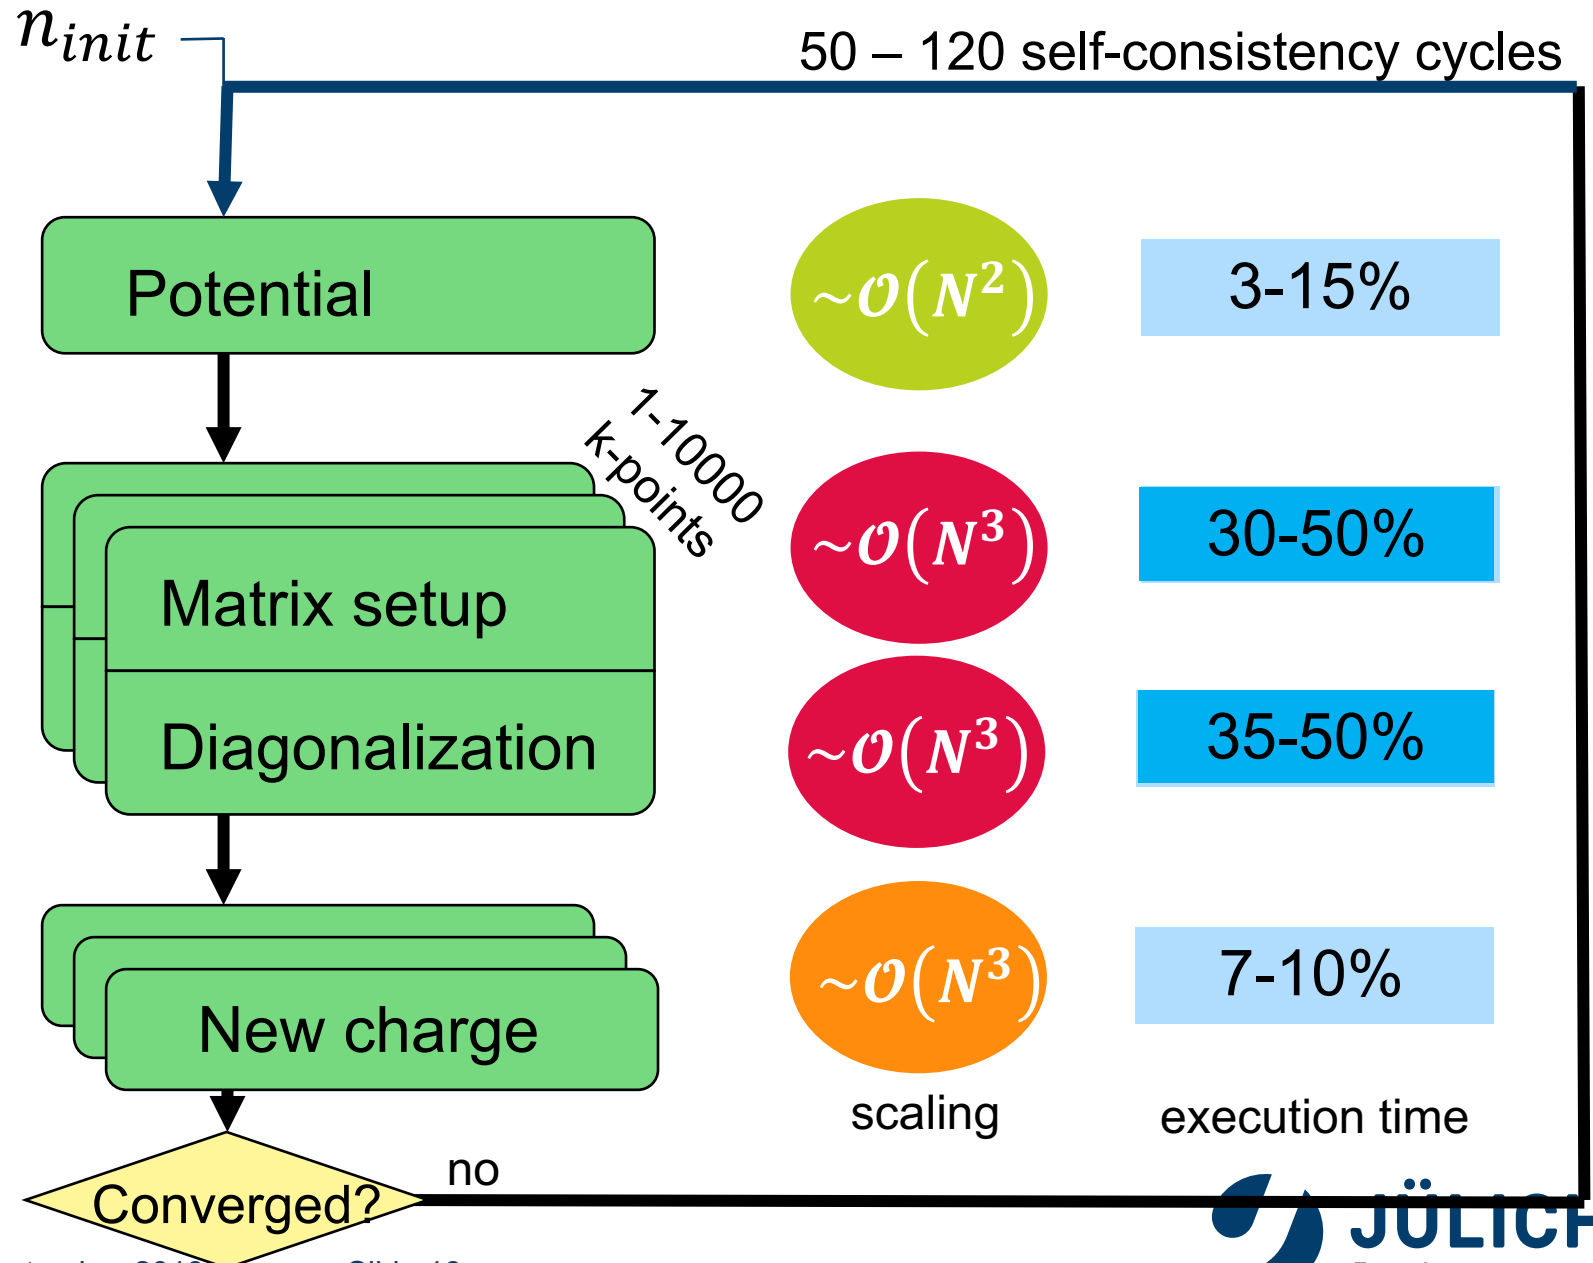 n_init
50 – 120 self-consistency cycles
Potential
~𝒪(N²)
3-15%
1-10000
k-points
Matrix setup
~𝒪(N³)
30-50%
Diagonalization
~𝒪(N³)
35-50%
New charge
~𝒪(N³)
7-10%
scaling
execution time
no
Converged?
JÜLICH